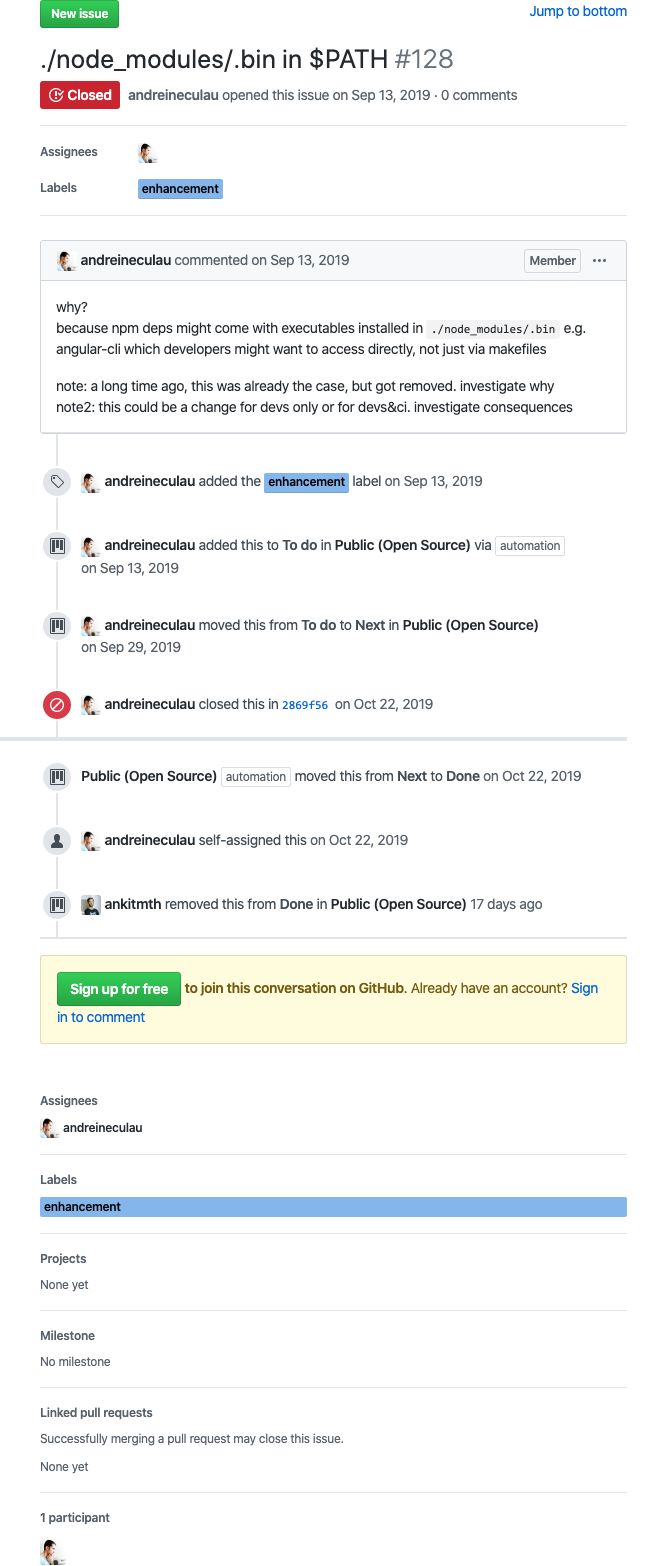 New issue
Jump to bottom
./node_modules/.bin in $PATH #128
Closed andreineculau opened this issue on Sep 13, 2019 · 0 comments
Assignees
Labels enhancement
andreineculau commented on Sep 13, 2019 Member ···
why?
because npm deps might come with executables installed in ./node_modules/.bin e.g.
angular-cli which developers might want to access directly, not just via makefiles
note: a long time ago, this was already the case, but got removed. investigate why
note2: this could be a change for devs only or for devs&ci. investigate consequences
andreineculau added the enhancement label on Sep 13, 2019
andreineculau added this to To do in Public (Open Source) via automation
on Sep 13, 2019
andreineculau moved this from To do to Next in Public (Open Source)
on Sep 29, 2019
andreineculau closed this in 2869f56 on Oct 22, 2019
Public (Open Source) automation moved this from Next to Done on Oct 22, 2019
andreineculau self-assigned this on Oct 22, 2019
ankitmth removed this from Done in Public (Open Source) 17 days ago
Sign up for free to join this conversation on GitHub. Already have an account? Sign
in to comment
Assignees
andreineculau
Labels
enhancement
Projects
None yet
Milestone
No milestone
Linked pull requests
Successfully merging a pull request may close this issue.
None yet
1 participant